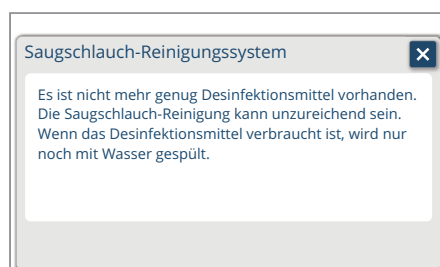 Saugschlauch-Reinigungssystem
Es ist nicht mehr genug Desinfektionsmittel vorhanden.
Die Saugschlauch-Reinigung kann unzureichend sein.
Wenn das Desinfektionsmittel verbraucht ist, wird nur
noch mit Wasser gespült.